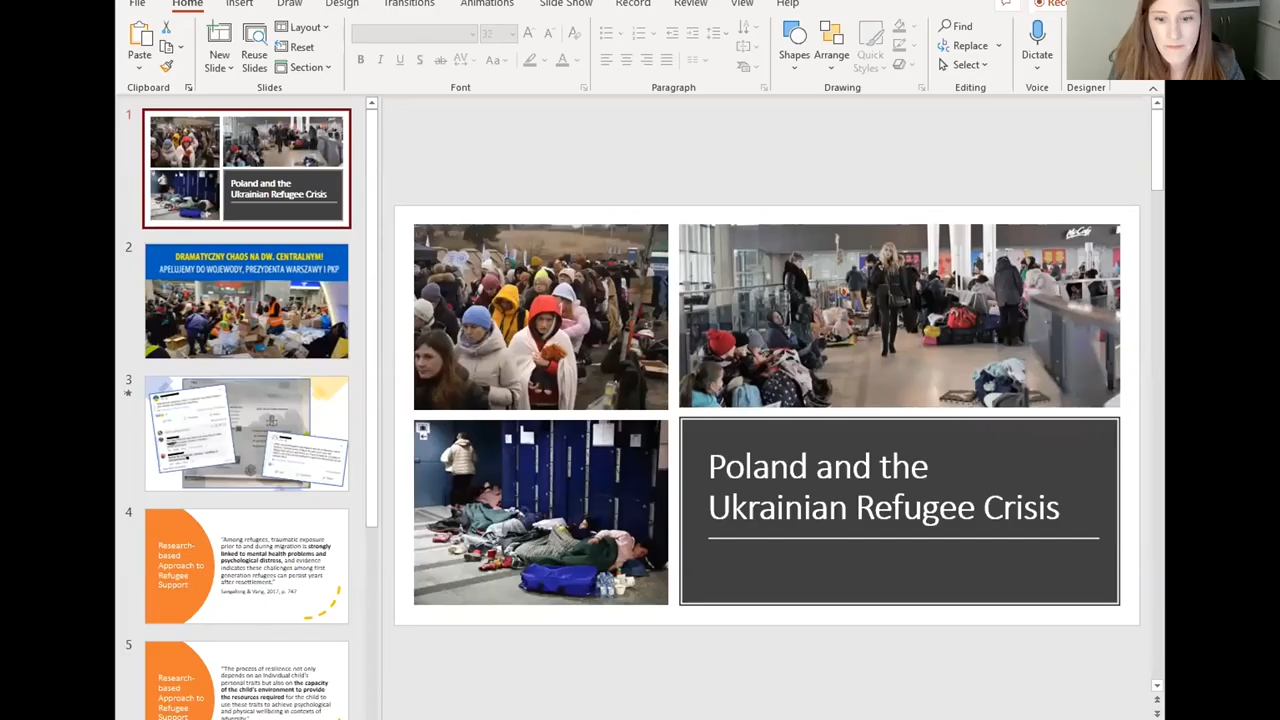 File Home Insert Draw Design Transitions Animations Slide Show Record Review View Help
Paste
Clipboard
New Slide
Reuse Slides
Layout
Reset
Section
Slides
32
Font
Paragraph
Shapes
Arrange
Quick Styles
Drawing
Find
Replace
Select
Editing
Dictate
Voice
Designer
1
Poland and the
Ukrainian Refugee Crisis
2
DRAMATYCZNY CHAOS NA DW. CENTRALNYM!
APELUJEMY DO WOJEWODY, PREZYDENTA WARSZAWY I PKP
3
4
Research-
based
Approach to
Refugee
Support
"Among refugees, traumatic exposure
prior to and during migration is strongly
linked to mental health problems and
psychological distress, and evidence
indicates these challenges among first
generation refugees can persist years
after resettlement."
5
Research-
based
Approach to
Refugee
Support
"The process of resilience not only
depends on an individual child's
personal traits but also on the capacity
of the child's environment to provide
the resources required for the child to
use these traits to achieve psychological
and physical wellbeing in contexts of
adversity."
McCafé
Poland and the
Ukrainian Refugee Crisis